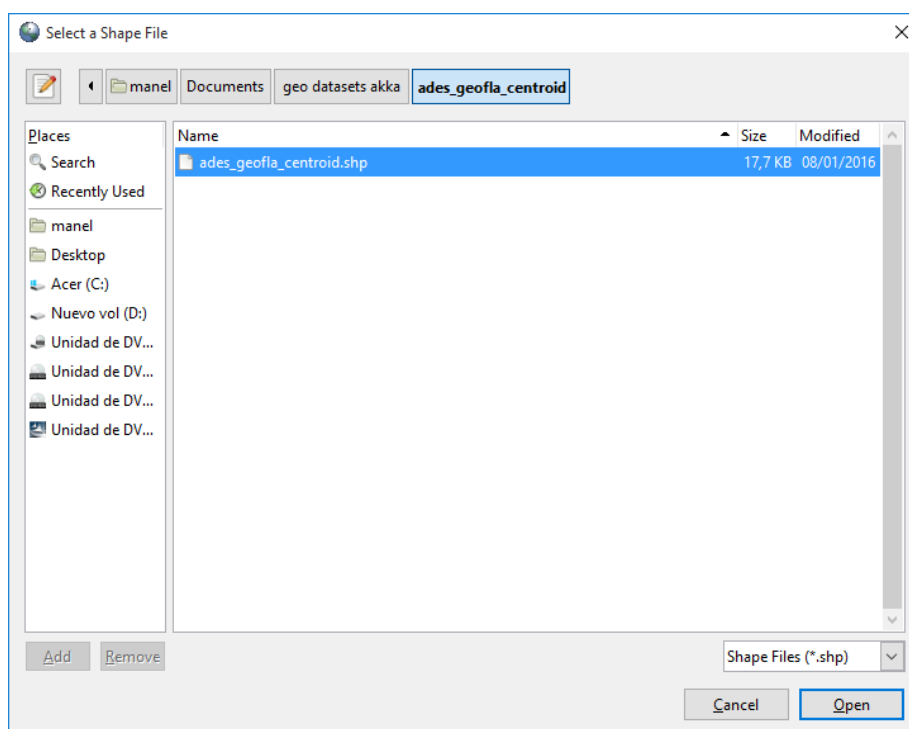 Select a Shape File
manel Documents geo datasets akka ades_geofla_centroid
Places
Search
Recently Used
manel
Desktop
Acer (C:)
Nuevo vol (D:)
Unidad de DV...
Unidad de DV...
Unidad de DV...
Unidad de DV...
Name Size Modified
ades_geofla_centroid.shp 17,7 KB 08/01/2016
Add Remove
Shape Files (*.shp)
Cancel Open